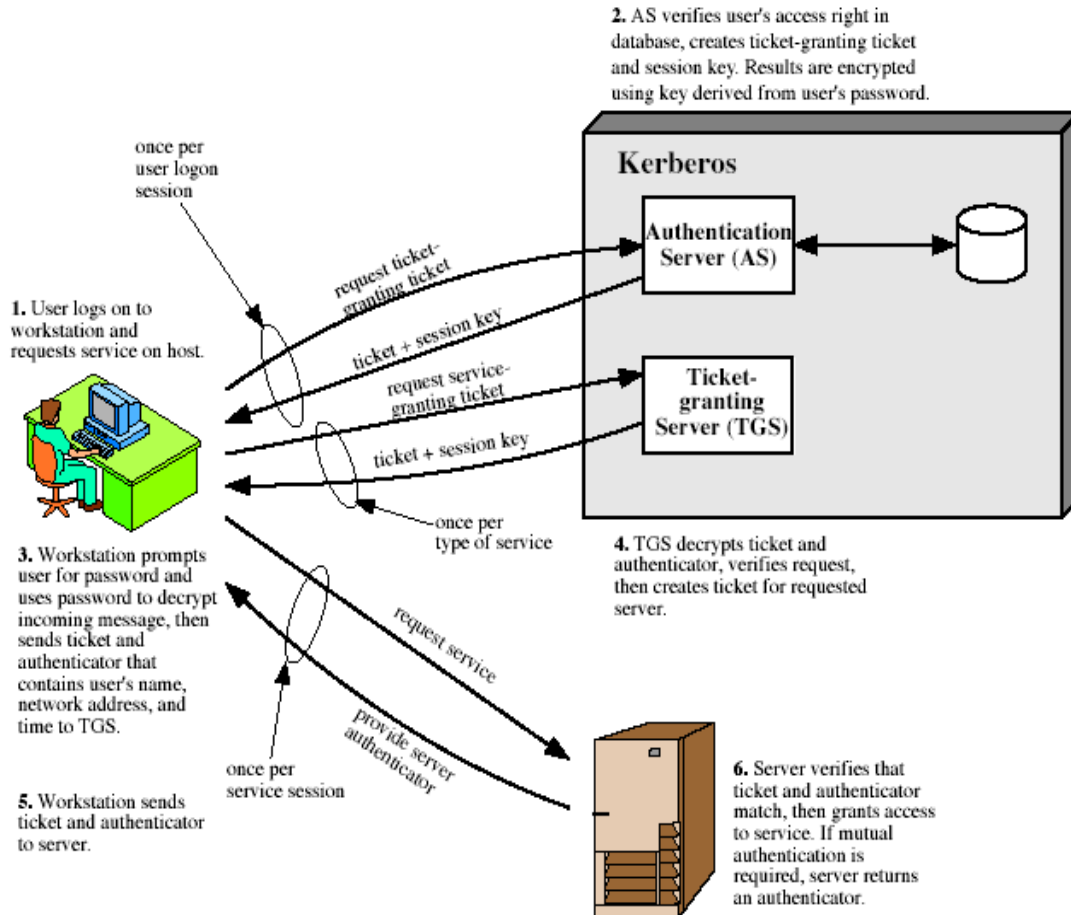 2. AS verifies user's access right in
database, creates ticket-granting ticket
and session key. Results are encrypted
using key derived from user's password.
once per
user logon
session
Kerberos
Authentication
Server (AS)
request ticket-
granting ticket
1. User logs on to
workstation and
requests service on host.
ticket + session key
request service-
granting ticket
Ticket-
granting
Server (TGS)
ticket + session key
once per
type of service
3. Workstation prompts
user for password and
uses password to decrypt
incoming message, then
sends ticket and
authenticator that
contains user's name,
network address, and
time to TGS.
4. TGS decrypts ticket and
authenticator, verifies request,
then creates ticket for requested
server.
request service
provide server
authenticator
once per
service session
5. Workstation sends
ticket and authenticator
to server.
6. Server verifies that
ticket and authenticator
match, then grants access
to service. If mutual
authentication is
required, server returns
an authenticator.